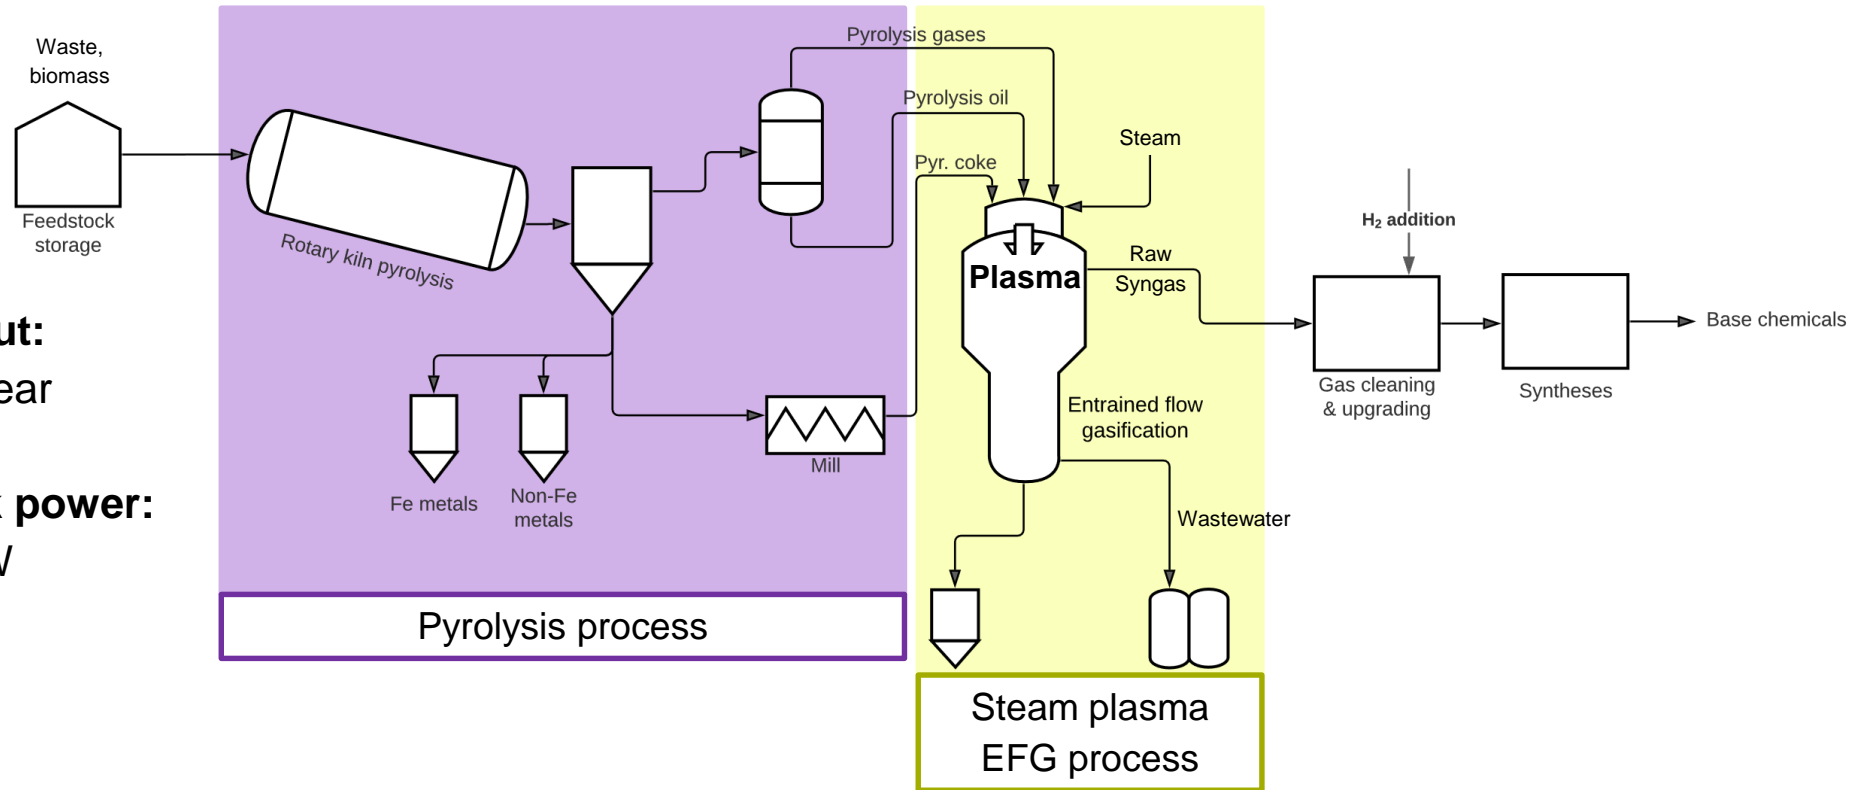 Waste,
biomass
Feedstock
storage
Rotary kiln pyrolysis
Pyrolysis gases
Pyrolysis oil
Pyr. coke
Steam
Plasma
Raw
Syngas
H₂ addition
Gas cleaning
& upgrading
Syntheses
Base chemicals
Entrained flow
gasification
Mill
Fe metals
Non-Fe
metals
Wastewater
power:
Pyrolysis process
Steam plasma
EFG process